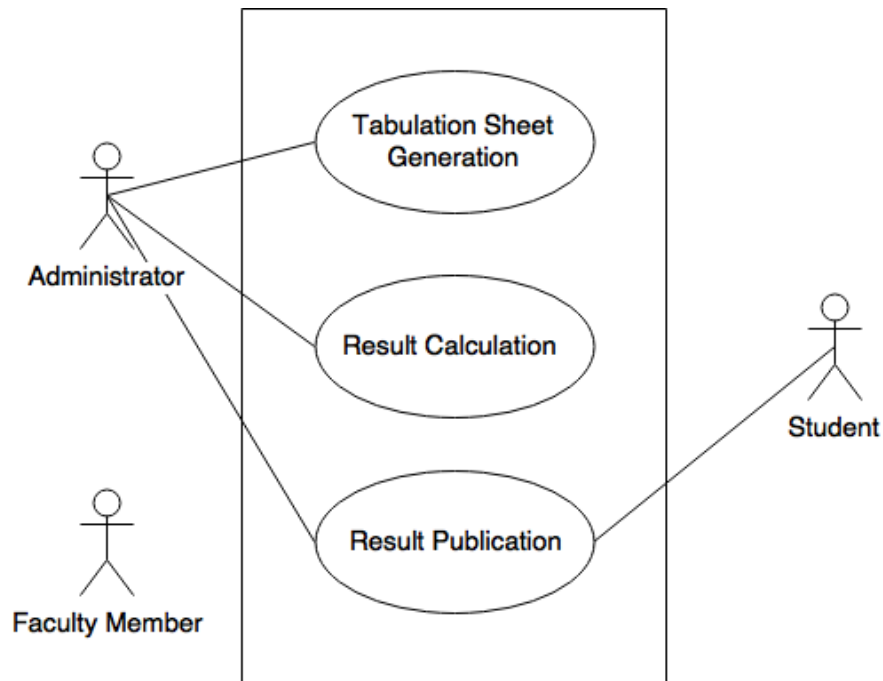 Tabulation Sheet
Generation
Administrator
Result Calculation
Student
Result Publication
Faculty Member